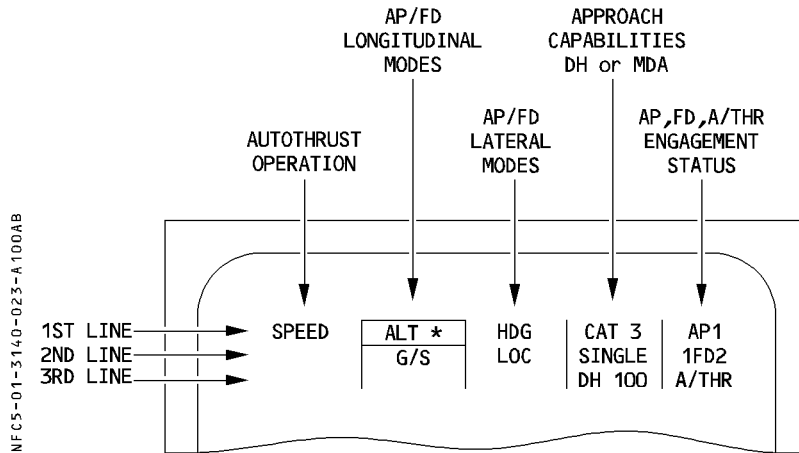 AP/FD
LONGITUDINAL
MODES
APPROACH
CAPABILITIES
DH or MDA
AUTOTHRUST
OPERATION
AP/FD
LATERAL
MODES
AP,FD,A/THR
ENGAGEMENT
STATUS
NFC5-01-3140-023-A100AB
1ST LINE
2ND LINE
3RD LINE
SPEED
ALT *
G/S
HDG
LOC
CAT 3
SINGLE
DH 100
AP1
1FD2
A/THR